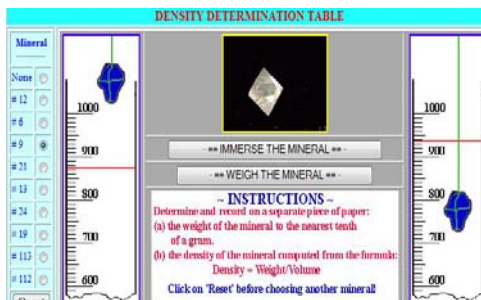 DENSITY DETERMINATION TABLE
Mineral
None
# 12
# 6
# 9
# 21
# 13
# 24
# 19
# 113
# 112
1000
900
800
700
600
- == IMMERSE THE MINERAL == -
- == WEIGH THE MINERAL == -
~ INSTRUCTIONS ~
Determine and record on a separate piece of paper:
(a) the weight of the mineral to the nearest tenth
of a gram.
(b) the density of the mineral computed from the formula:
Density = Weight/Volume
Click on 'Reset' before choosing another mineral!
1000
900
800
700
600